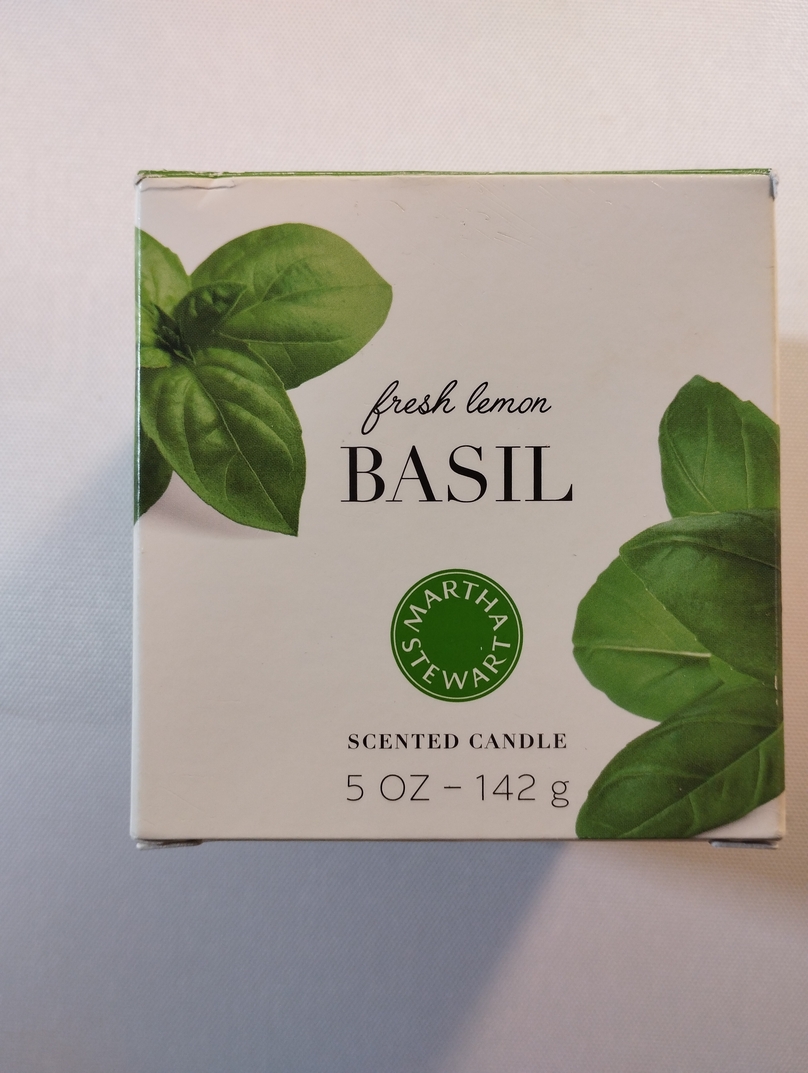 fresh lemon
BASIL
MARTHA
STEWART
SCENTED CANDLE
5 OZ – 142 g